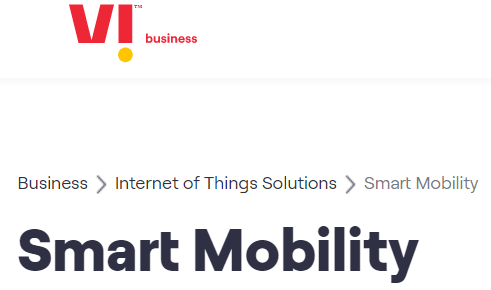 Vi™ business
Business > Internet of Things Solutions > Smart Mobility
Smart Mobility